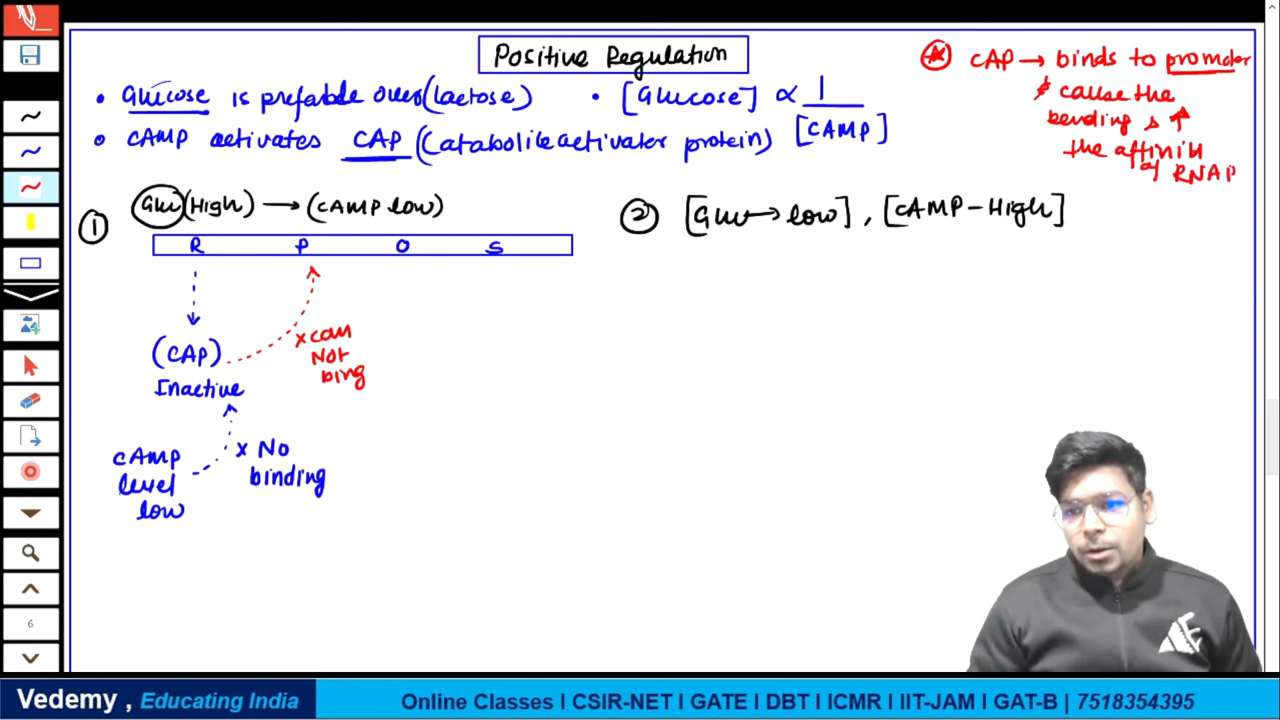 Positive Regulation
• Glucose is prefable over (lactose)
• [Glucose] ∝ 1
[cAMP]
• cAMP activates CAP (catabolite activater protein)
cAP → binds to promoter
& cause the
bending & ↑
the affinity
of RNAP
① Glu (High) → (cAMP low)
R P O S
(CAP)
Inactive
x can
Not
bing
cAMP
level
low
x No
binding
② [Glu → low] , [cAMP - High]
6
Vedemy , Educating India
Online Classes I CSIR-NET I GATE I DBT I ICMR I IIT-JAM I GAT-B | 7518354395